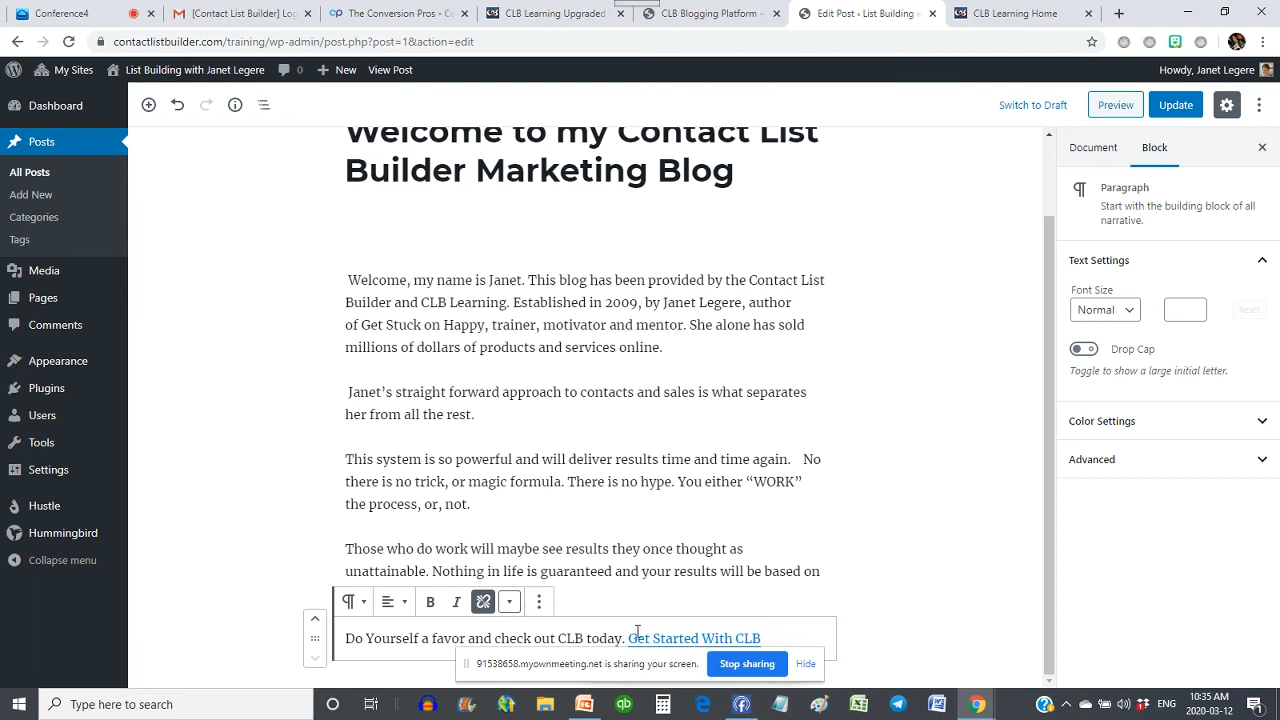 Conference4
[Contact List Builder] L
The Conversion Pros - C
CLB Learning Upgraded
CLB Blogging Platform –
Edit Post ‹ List Building w
CLB Learning Home
contactlistbuilder.com/training/wp-admin/post.php?post=1&action=edit
My Sites
List Building with Janet Legere
0
New
View Post
Howdy, Janet Legere
Dashboard
Switch to Draft
Preview
Update
Posts
All Posts
Add New
Categories
Tags
Media
Pages
Comments
Appearance
Plugins
Users
Tools
Settings
Hustle
Hummingbird
Collapse menu
Welcome to my Contact List
Builder Marketing Blog
Welcome, my name is Janet. This blog has been provided by the Contact List
Builder and CLB Learning. Established in 2009, by Janet Legere, author
of Get Stuck on Happy, trainer, motivator and mentor. She alone has sold
millions of dollars of products and services online.
Janet’s straight forward approach to contacts and sales is what separates
her from all the rest.
This system is so powerful and will deliver results time and time again. No
there is no trick, or magic formula. There is no hype. You either “WORK”
the process, or, not.
Those who do work will maybe see results they once thought as
unattainable. Nothing in life is guaranteed and your results will be based on
B I
Do Yourself a favor and check out CLB today. Get Started With CLB
91538658.myownmeeting.net is sharing your screen.
Stop sharing
Hide
Document
Block
Paragraph
Start with the building block of all
narrative.
Text Settings
Font Size
Normal
Reset
Drop Cap
Toggle to show a large initial letter.
Color Settings
Advanced
Type here to search
ENG
10:35 AM
2020-03-12